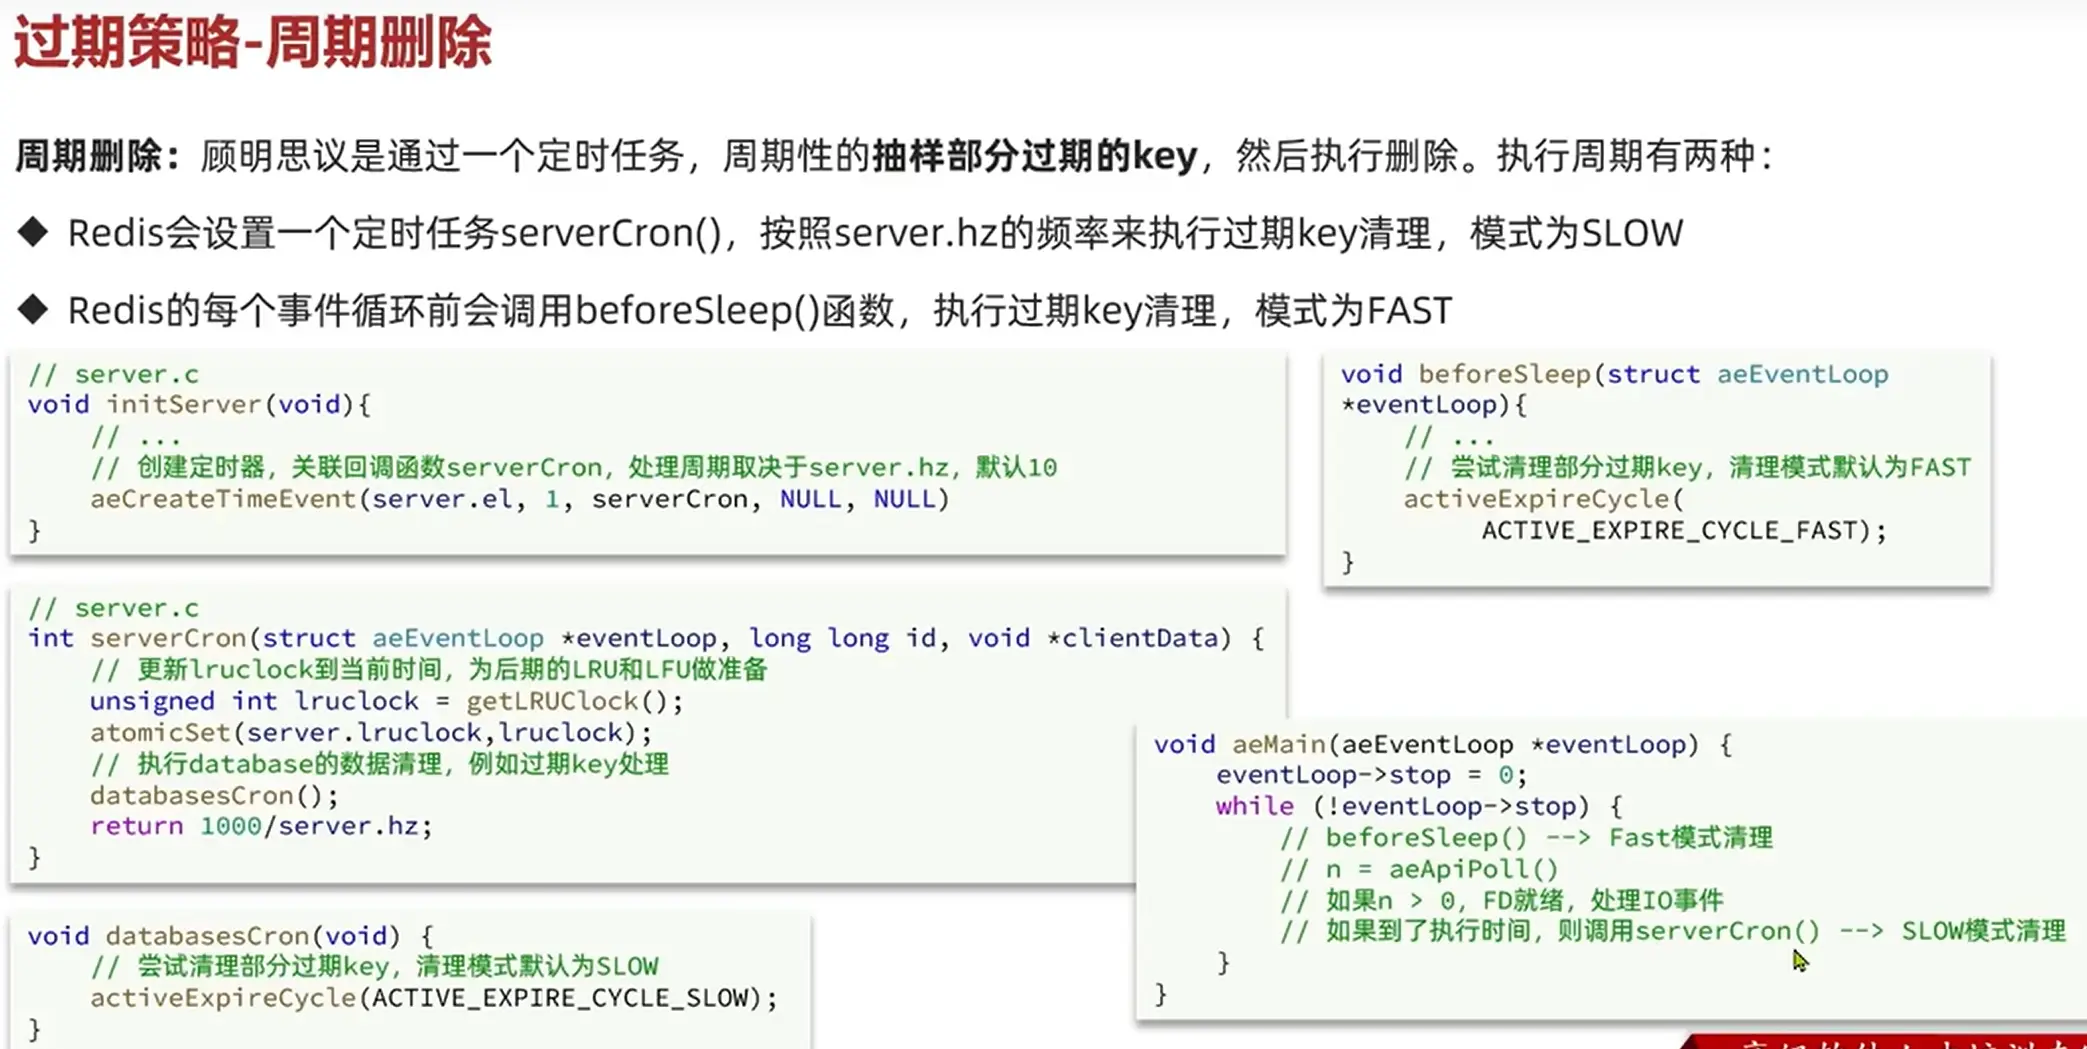 过期策略-周期删除
周期删除：顾明思议是通过一个定时任务，周期性的抽样部分过期的key，然后执行删除。执行周期有两种：
◆ Redis会设置一个定时任务serverCron()，按照server.hz的频率来执行过期key清理，模式为SLOW
◆ Redis的每个事件循环前会调用beforeSleep()函数，执行过期key清理，模式为FAST
// server.c
void initServer(void){
    // ...
    // 创建定时器，关联回调函数serverCron，处理周期取决于server.hz，默认10
    aeCreateTimeEvent(server.el, 1, serverCron, NULL, NULL)
}
void beforeSleep(struct aeEventLoop
*eventLoop){
    // ...
    // 尝试清理部分过期key，清理模式默认为FAST
    activeExpireCycle(
         ACTIVE_EXPIRE_CYCLE_FAST);
}
// server.c
int serverCron(struct aeEventLoop *eventLoop, long long id, void *clientData) {
    // 更新lruclock到当前时间，为后期的LRU和LFU做准备
    unsigned int lruclock = getLRUClock();
    atomicSet(server.lruclock,lruclock);
    // 执行database的数据清理，例如过期key处理
    databasesCron();
    return 1000/server.hz;
}
void aeMain(aeEventLoop *eventLoop) {
    eventLoop->stop = 0;
    while (!eventLoop->stop) {
        // beforeSleep() --> Fast模式清理
        // n = aeApiPoll()
        // 如果n > 0，FD就绪，处理IO事件
        // 如果到了执行时间，则调用serverCron() --> SLOW模式清理
    }
}
void databasesCron(void) {
    // 尝试清理部分过期key，清理模式默认为SLOW
    activeExpireCycle(ACTIVE_EXPIRE_CYCLE_SLOW);
}